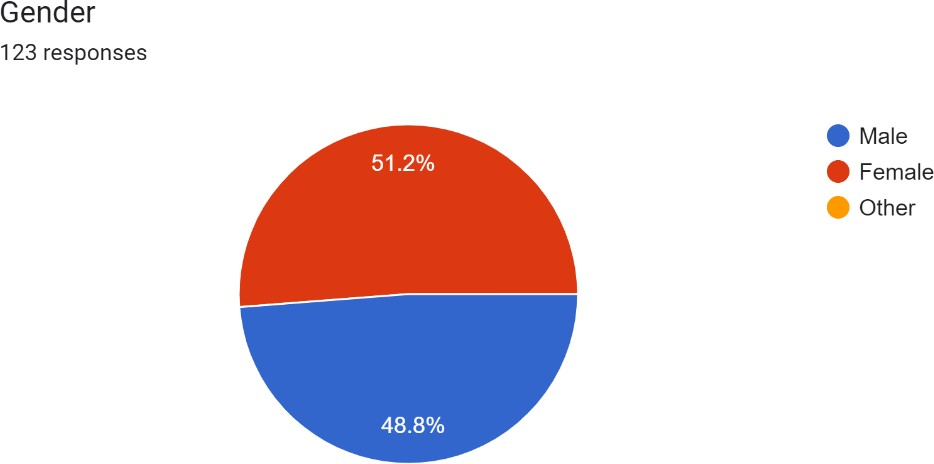 Gender
123 responses
51.2%
48.8%
Male
Female
Other